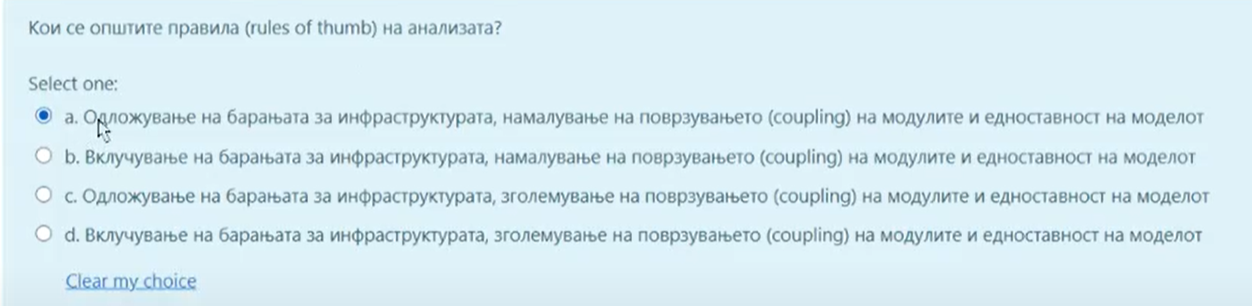 Кои се општите правила (rules of thumb) на анализата?
Select one:
a. Одложување на барањата за инфраструктурата, намалување на поврзувањето (coupling) на модулите и едноставност на моделот
b. Вклучување на барањата за инфраструктурата, намалување на поврзувањето (coupling) на модулите и едноставност на моделот
c. Одложување на барањата за инфраструктурата, зголемување на поврзувањето (coupling) на модулите и едноставност на моделот
d. Вклучување на барањата за инфраструктурата, зголемување на поврзувањето (coupling) на модулите и едноставност на моделот
Clear my choice